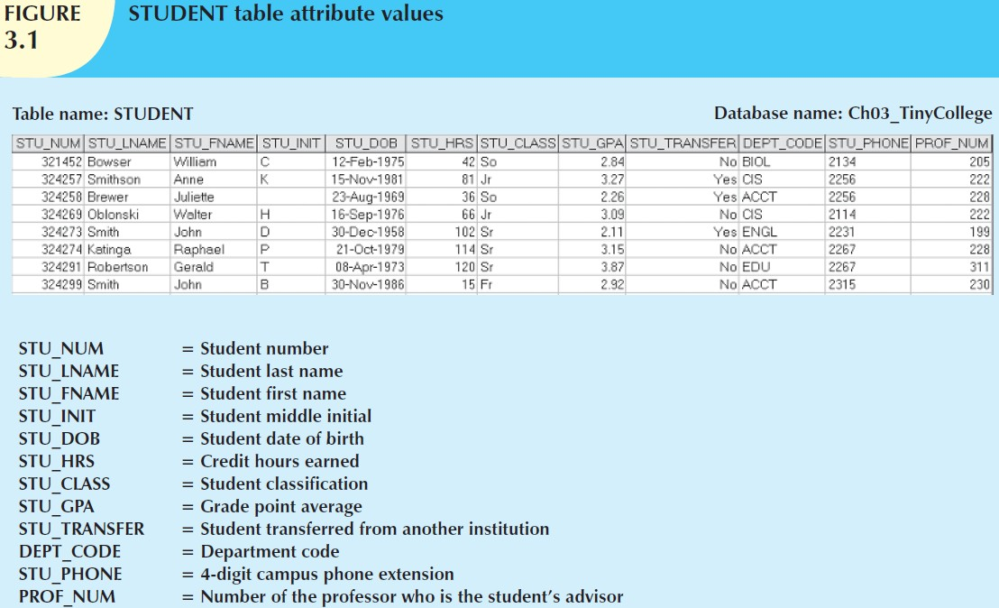 FIGURE STUDENT table attribute values
3.1
Table name: STUDENT Database name: Ch03_TinyCollege
STU_NUM STU_LNAME STU_FNAME STU_INIT STU_DOB STU_HRS STU_CLASS STU_GPA STU_TRANSFER DEPT_CODE STU_PHONE PROF_NUM
321452 Bowser William C 12-Feb-1975 42 So 2.84 No BIOL 2134 205
324257 Smithson Anne K 15-Nov-1981 81 Jr 3.27 Yes CIS 2256 222
324258 Brewer Juliette 23-Aug-1969 36 So 2.26 Yes ACCT 2256 228
324269 Oblonski Walter H 16-Sep-1976 66 Jr 3.09 No CIS 2114 222
324273 Smith John D 30-Dec-1958 102 Sr 2.11 Yes ENGL 2231 199
324274 Katinga Raphael P 21-Oct-1979 114 Sr 3.15 No ACCT 2267 228
324291 Robertson Gerald T 08-Apr-1973 120 Sr 3.87 No EDU 2267 311
324299 Smith John B 30-Nov-1986 15 Fr 2.92 No ACCT 2315 230
STU_NUM = Student number
STU_LNAME = Student last name
STU_FNAME = Student first name
STU_INIT = Student middle initial
STU_DOB = Student date of birth
STU_HRS = Credit hours earned
STU_CLASS = Student classification
STU_GPA = Grade point average
STU_TRANSFER = Student transferred from another institution
DEPT_CODE = Department code
STU_PHONE = 4-digit campus phone extension
PROF_NUM = Number of the professor who is the student's advisor